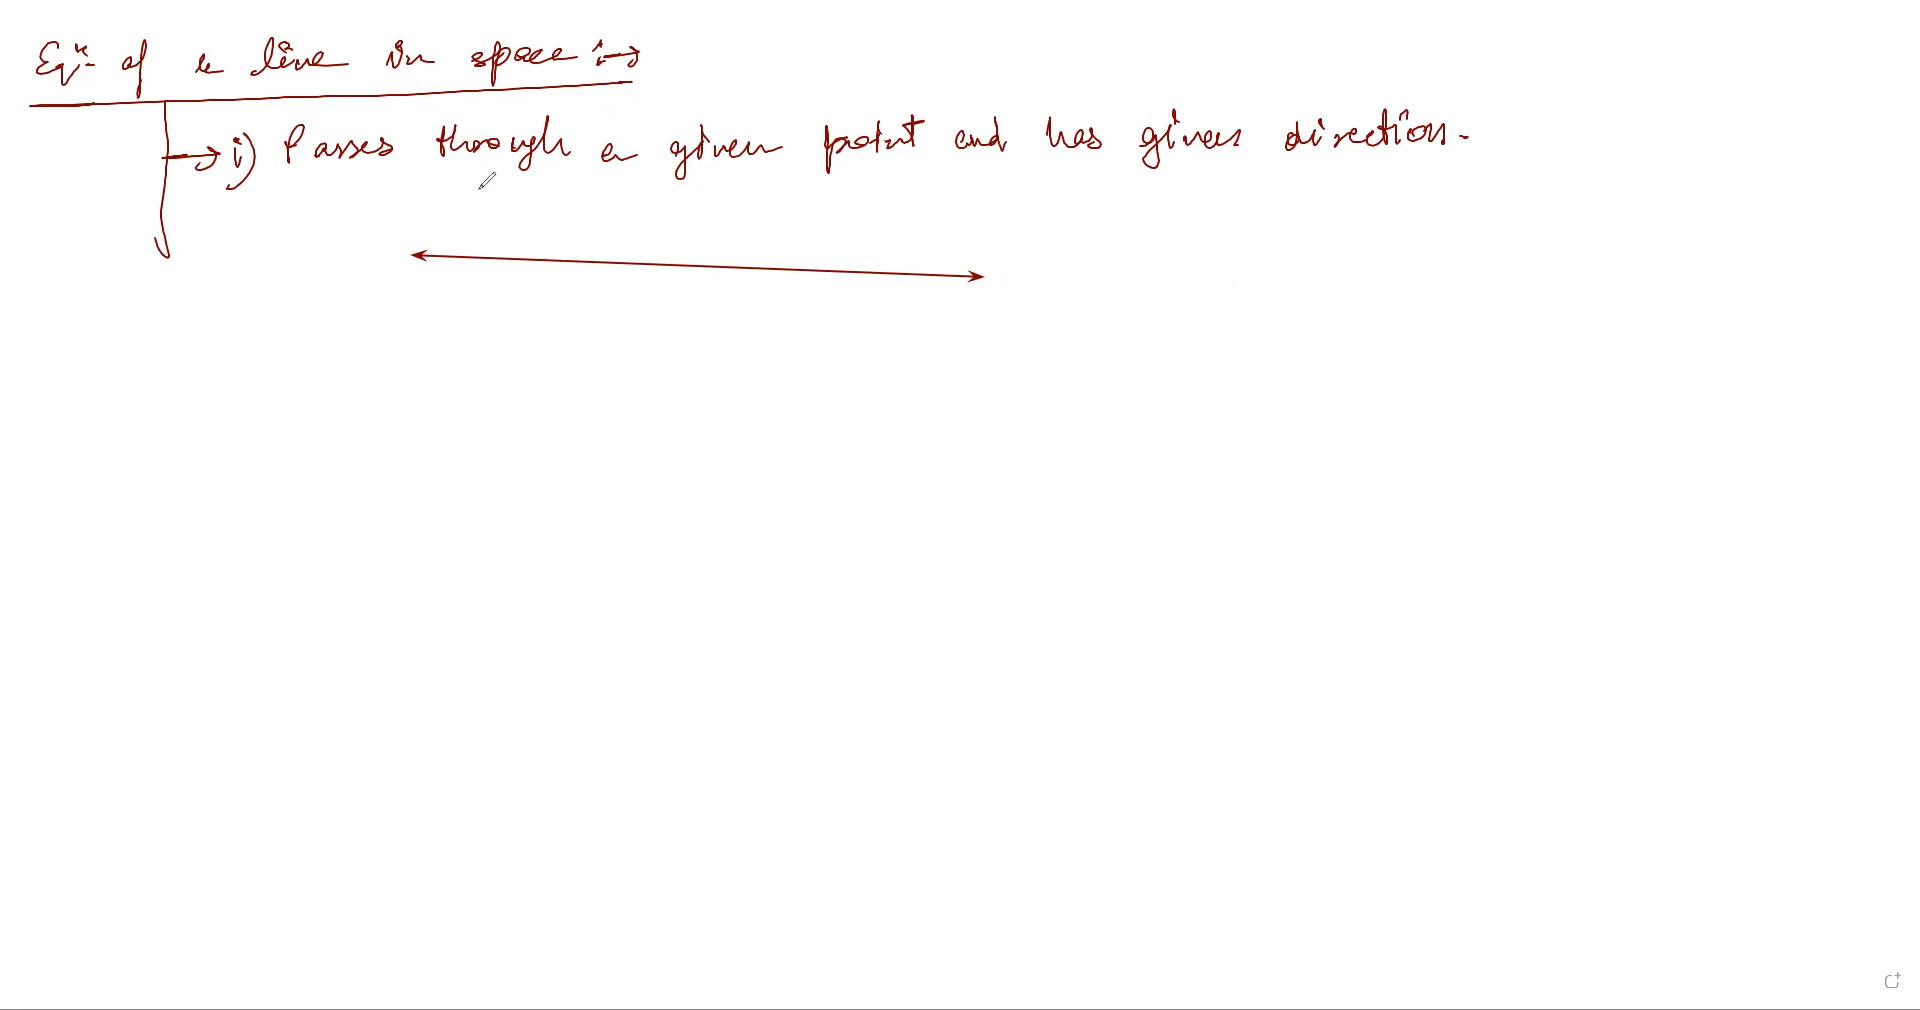 Eqn of a line in space :→
→ i) Passes through a given point and has given direction.